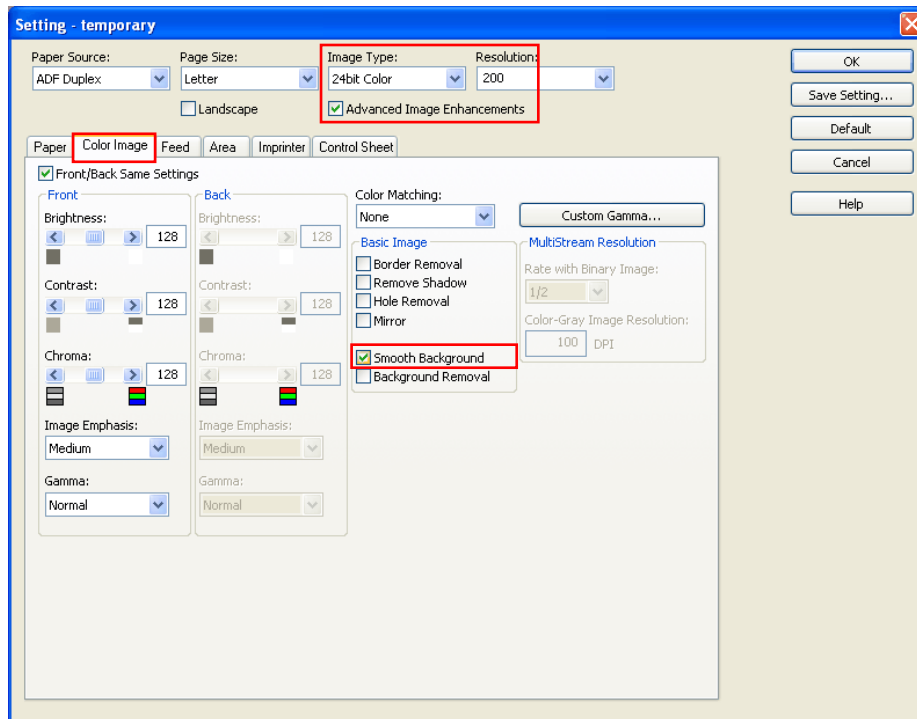 Setting - temporary
Paper Source: Page Size: Image Type: Resolution:
ADF Duplex Letter 24bit Color 200 OK
Landscape Advanced Image Enhancements Save Setting...
Default
Paper Color Image Feed Area Imprinter Control Sheet
Cancel
Front/Back Same Settings
Help
Front
Brightness:
128
Contrast:
128
Chroma:
128
Image Emphasis:
Medium
Gamma:
Normal
Back
Brightness:
128
Contrast:
128
Chroma:
128
Image Emphasis:
Medium
Gamma:
Normal
Color Matching:
None
Custom Gamma...
Basic Image
Border Removal
Remove Shadow
Hole Removal
Mirror
Smooth Background
Background Removal
MultiStream Resolution
Rate with Binary Image:
1/2
Color-Gray Image Resolution:
100 DPI